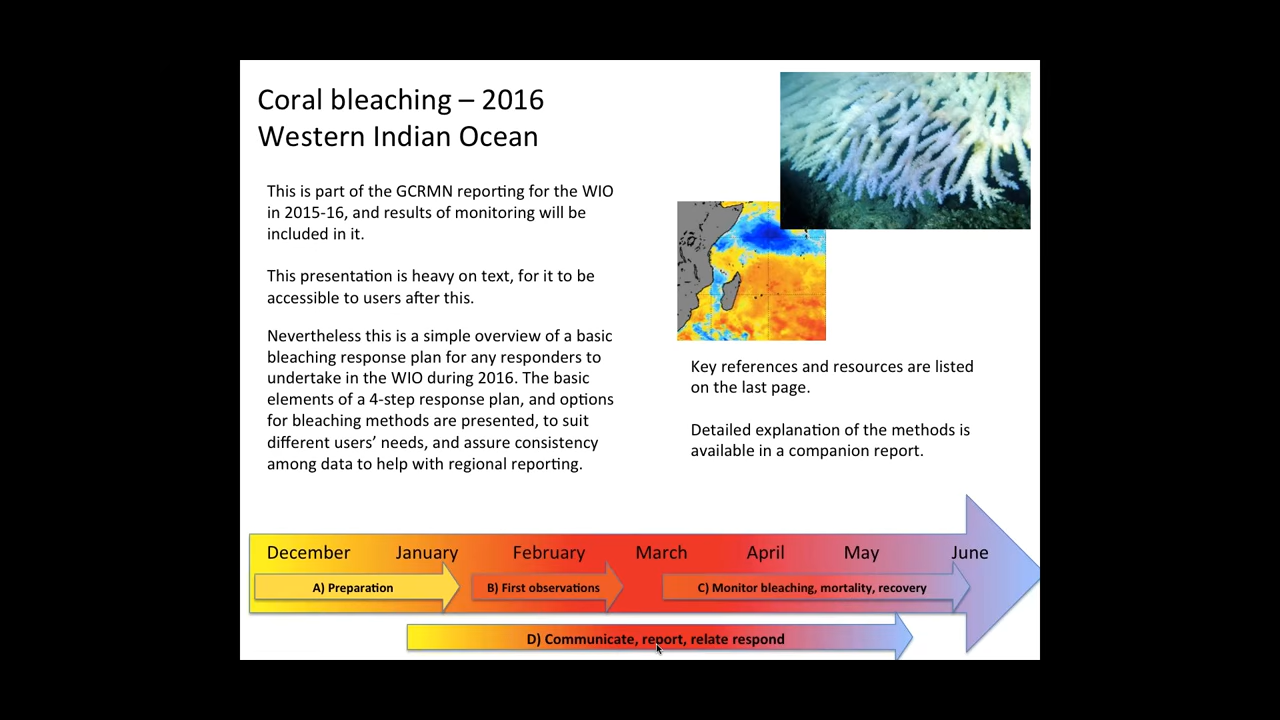 Coral bleaching – 2016
Western Indian Ocean
This is part of the GCRMN reporting for the WIO
in 2015-16, and results of monitoring will be
included in it.
This presentation is heavy on text, for it to be
accessible to users after this.
Nevertheless this is a simple overview of a basic
bleaching response plan for any responders to
undertake in the WIO during 2016. The basic
elements of a 4-step response plan, and options
for bleaching methods are presented, to suit
different users’ needs, and assure consistency
among data to help with regional reporting.
Key references and resources are listed
on the last page.
Detailed explanation of the methods is
available in a companion report.
December January February March April May June
A) Preparation B) First observations C) Monitor bleaching, mortality, recovery
D) Communicate, report, relate respond